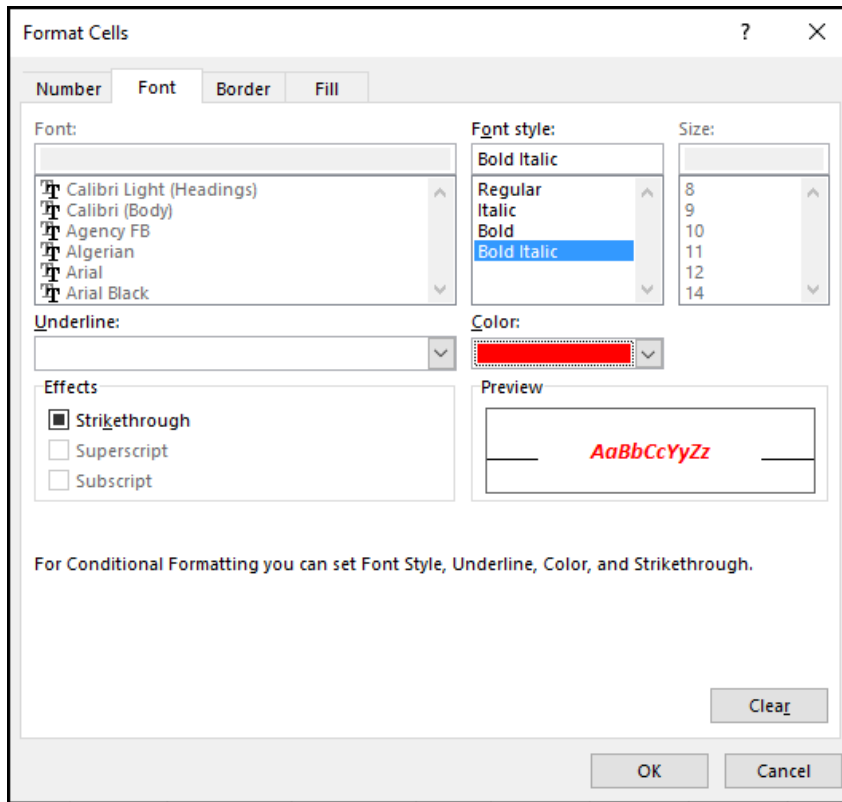 Format Cells
Number Font Border Fill
Font:
Calibri Light (Headings)
Calibri (Body)
Agency FB
Algerian
Arial
Arial Black
Font style:
Bold Italic
Regular
Italic
Bold
Bold Italic
Size:
8
9
10
11
12
14
Underline:
Color:
Effects
Strikethrough
Superscript
Subscript
Preview
AaBbCcYyZz
For Conditional Formatting you can set Font Style, Underline, Color, and Strikethrough.
Clear
OK Cancel